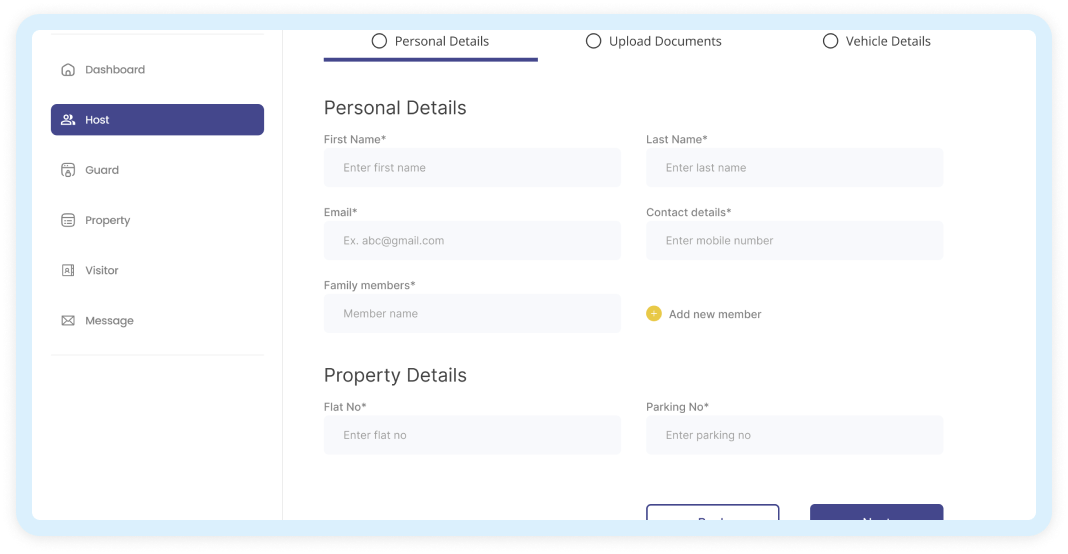 Personal Details
Upload Documents
Vehicle Details
Dashboard
Host
Guard
Property
Visitor
Message
Personal Details
First Name*
Last Name*
Enter first name
Enter last name
Email*
Contact details*
Ex. abc@gmail.com
Enter mobile number
Family members*
Member name
Add new member
Property Details
Flat No*
Parking No*
Enter flat no
Enter parking no